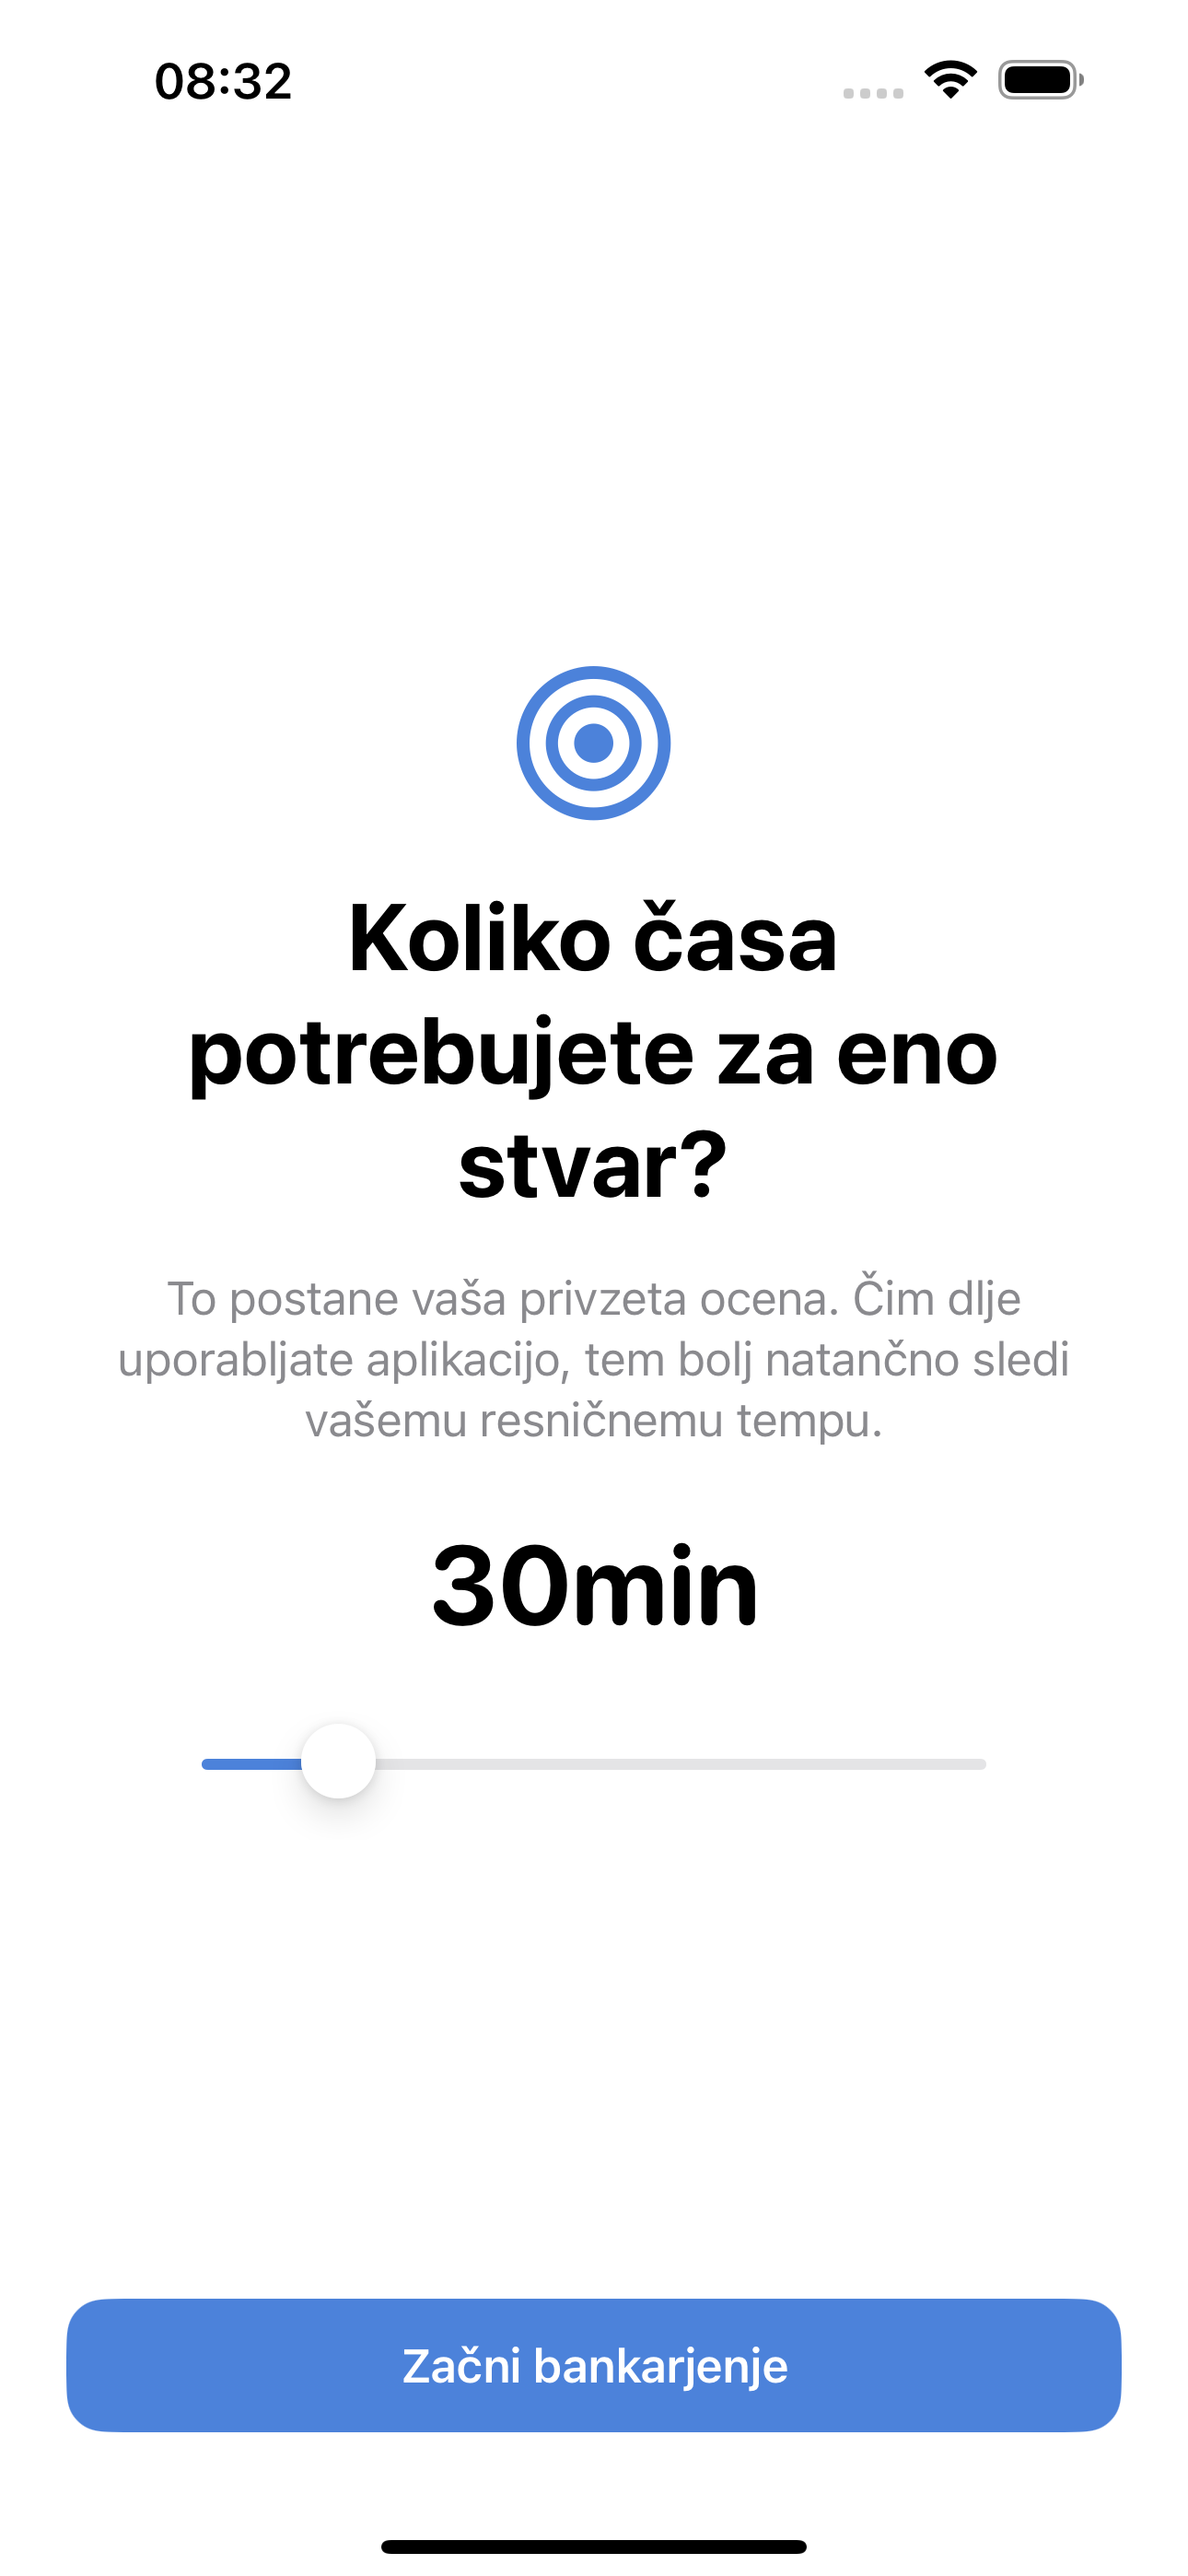 08:32
Koliko časa
potrebujete za eno
stvar?
To postane vaša privzeta ocena. Čim dlje
uporabljate aplikacijo, tem bolj natančno sledi
vašemu resničnemu tempu.
30min
Začni bankarjenje